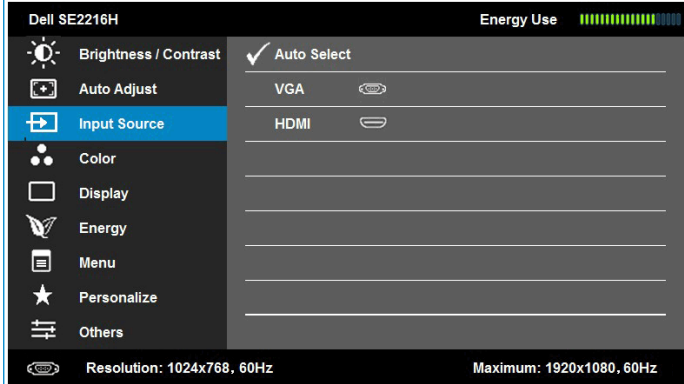 Dell SE2216H Energy Use
Brightness / Contrast Auto Select
Auto Adjust VGA
Input Source HDMI
Color
Display
Energy
Menu
Personalize
Others
Resolution: 1024x768, 60Hz Maximum: 1920x1080, 60Hz